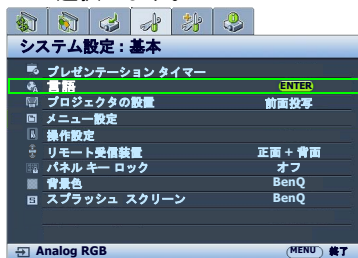 システム設定：基本
プレゼンテーション タイマー
言語 ENTER
プロジェクタの設置 前面投写
メニュー設定
操作設定
リモート受信装置 正面 + 背面
パネル キー ロック オフ
背景色 BenQ
スプラッシュ スクリーン BenQ
Analog RGB MENU 終了